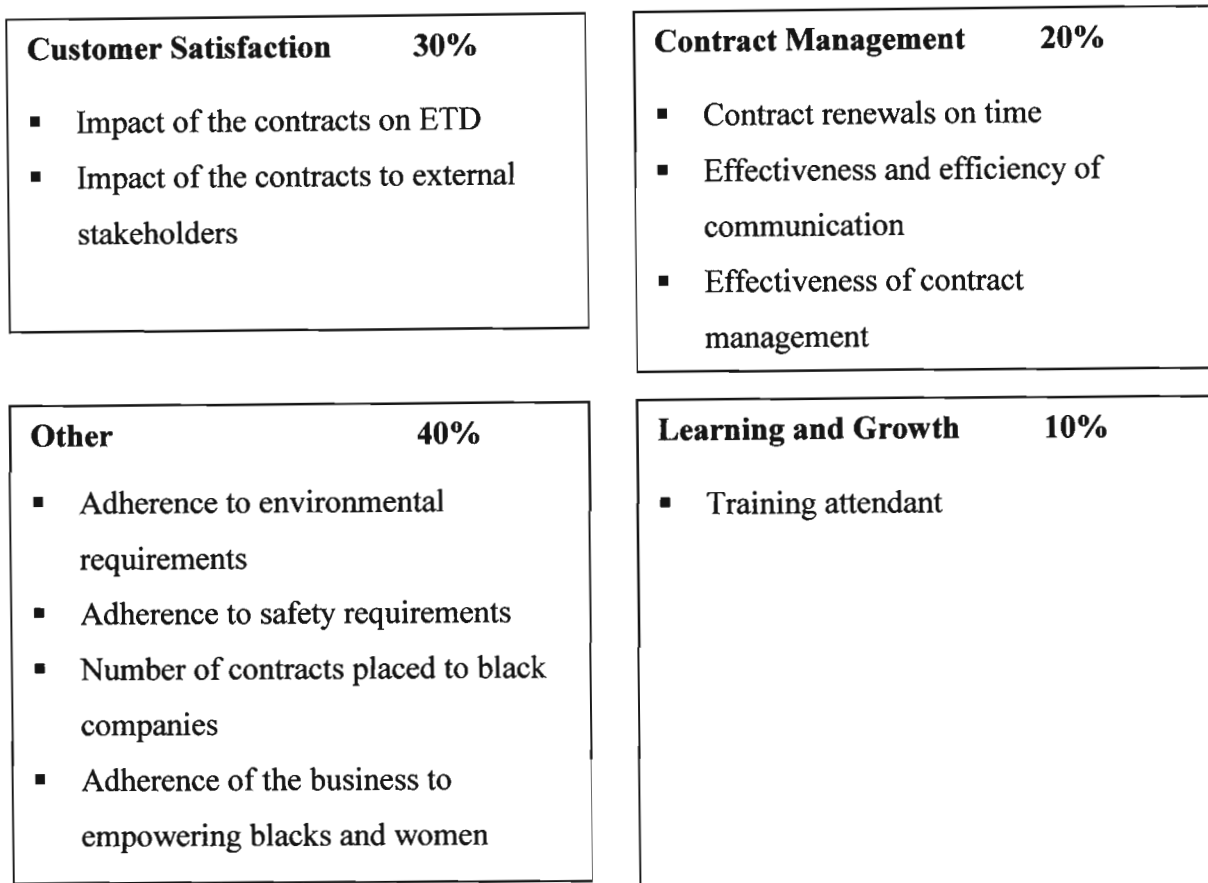 Customer Satisfaction 30%
▪ Impact of the contracts on ETD
▪ Impact of the contracts to external
stakeholders
Contract Management 20%
▪ Contract renewals on time
▪ Effectiveness and efficiency of
communication
▪ Effectiveness of contract
management
Other 40%
▪ Adherence to environmental
requirements
▪ Adherence to safety requirements
▪ Number of contracts placed to black
companies
▪ Adherence of the business to
empowering blacks and women
Learning and Growth 10%
▪ Training attendant